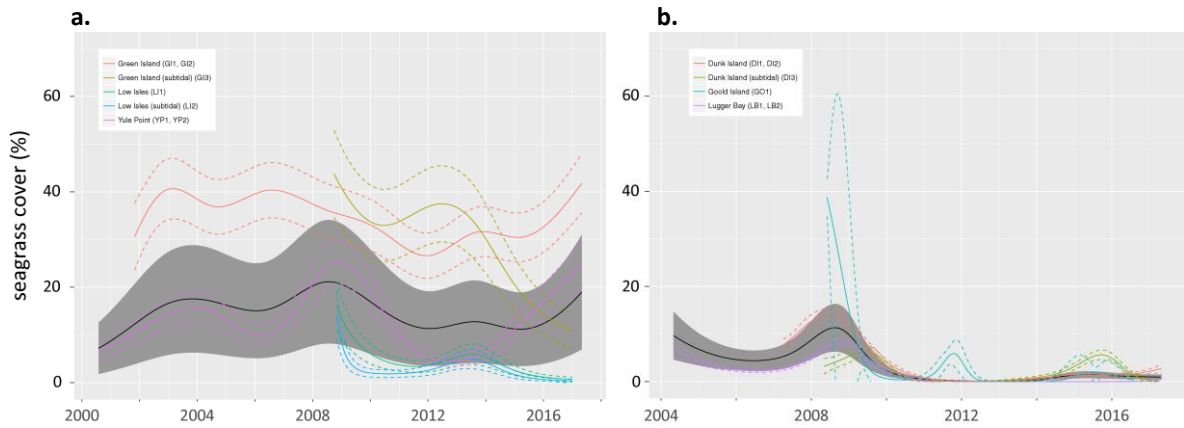 a.
b.
Green Island (GI1, GI2)
Green Island (subtidal) (GI3)
Low Isles (LI1)
Low Isles (subtidal) (LI2)
Yule Point (YP1, YP2)
Dunk Island (DI1, DI2)
Dunk Island (subtidal) (DI3)
Goold Island (GO1)
Lugger Bay (LB1, LB2)
seagrass cover (%)
60
40
20
0
2000 2004 2008 2012 2016
60
40
20
0
2004 2008 2012 2016